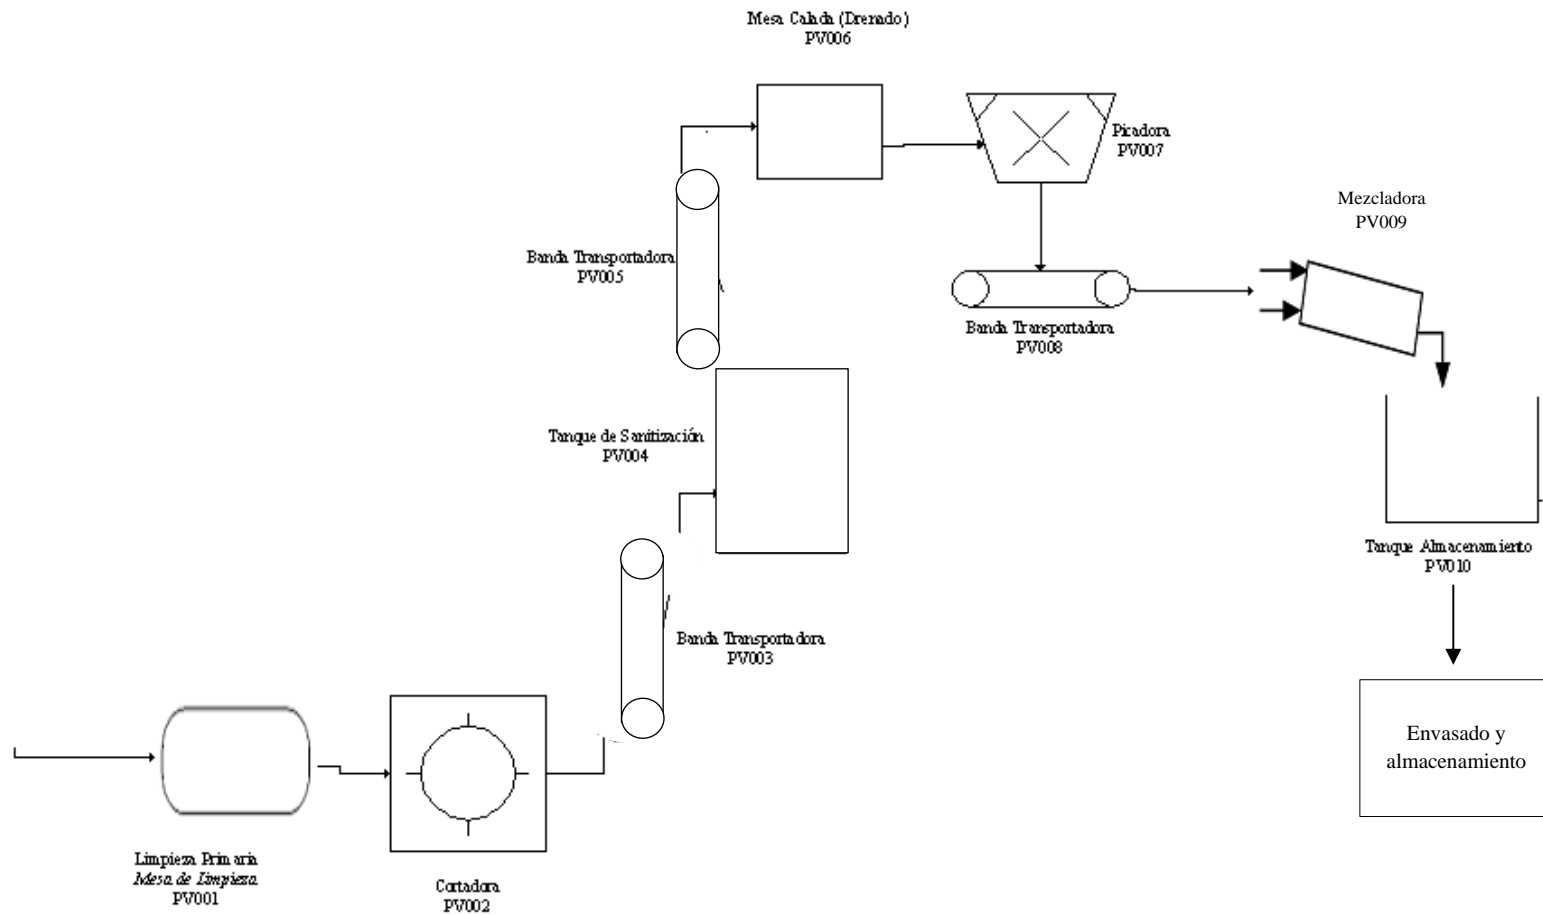 Mesa Calada (Drenado)
PV006
Picadora
PV007
Mezcladora
PV009
Banda Transportadora
PV005
Banda Transportadora
PV008
Tanque de Sanitización
PV004
Tanque Almacenamiento
PV010
Banda Transportadora
PV003
Envasado y
almacenamiento
Limpieza Primaria
Mesa de Limpieza
PV001
Cortadora
PV002